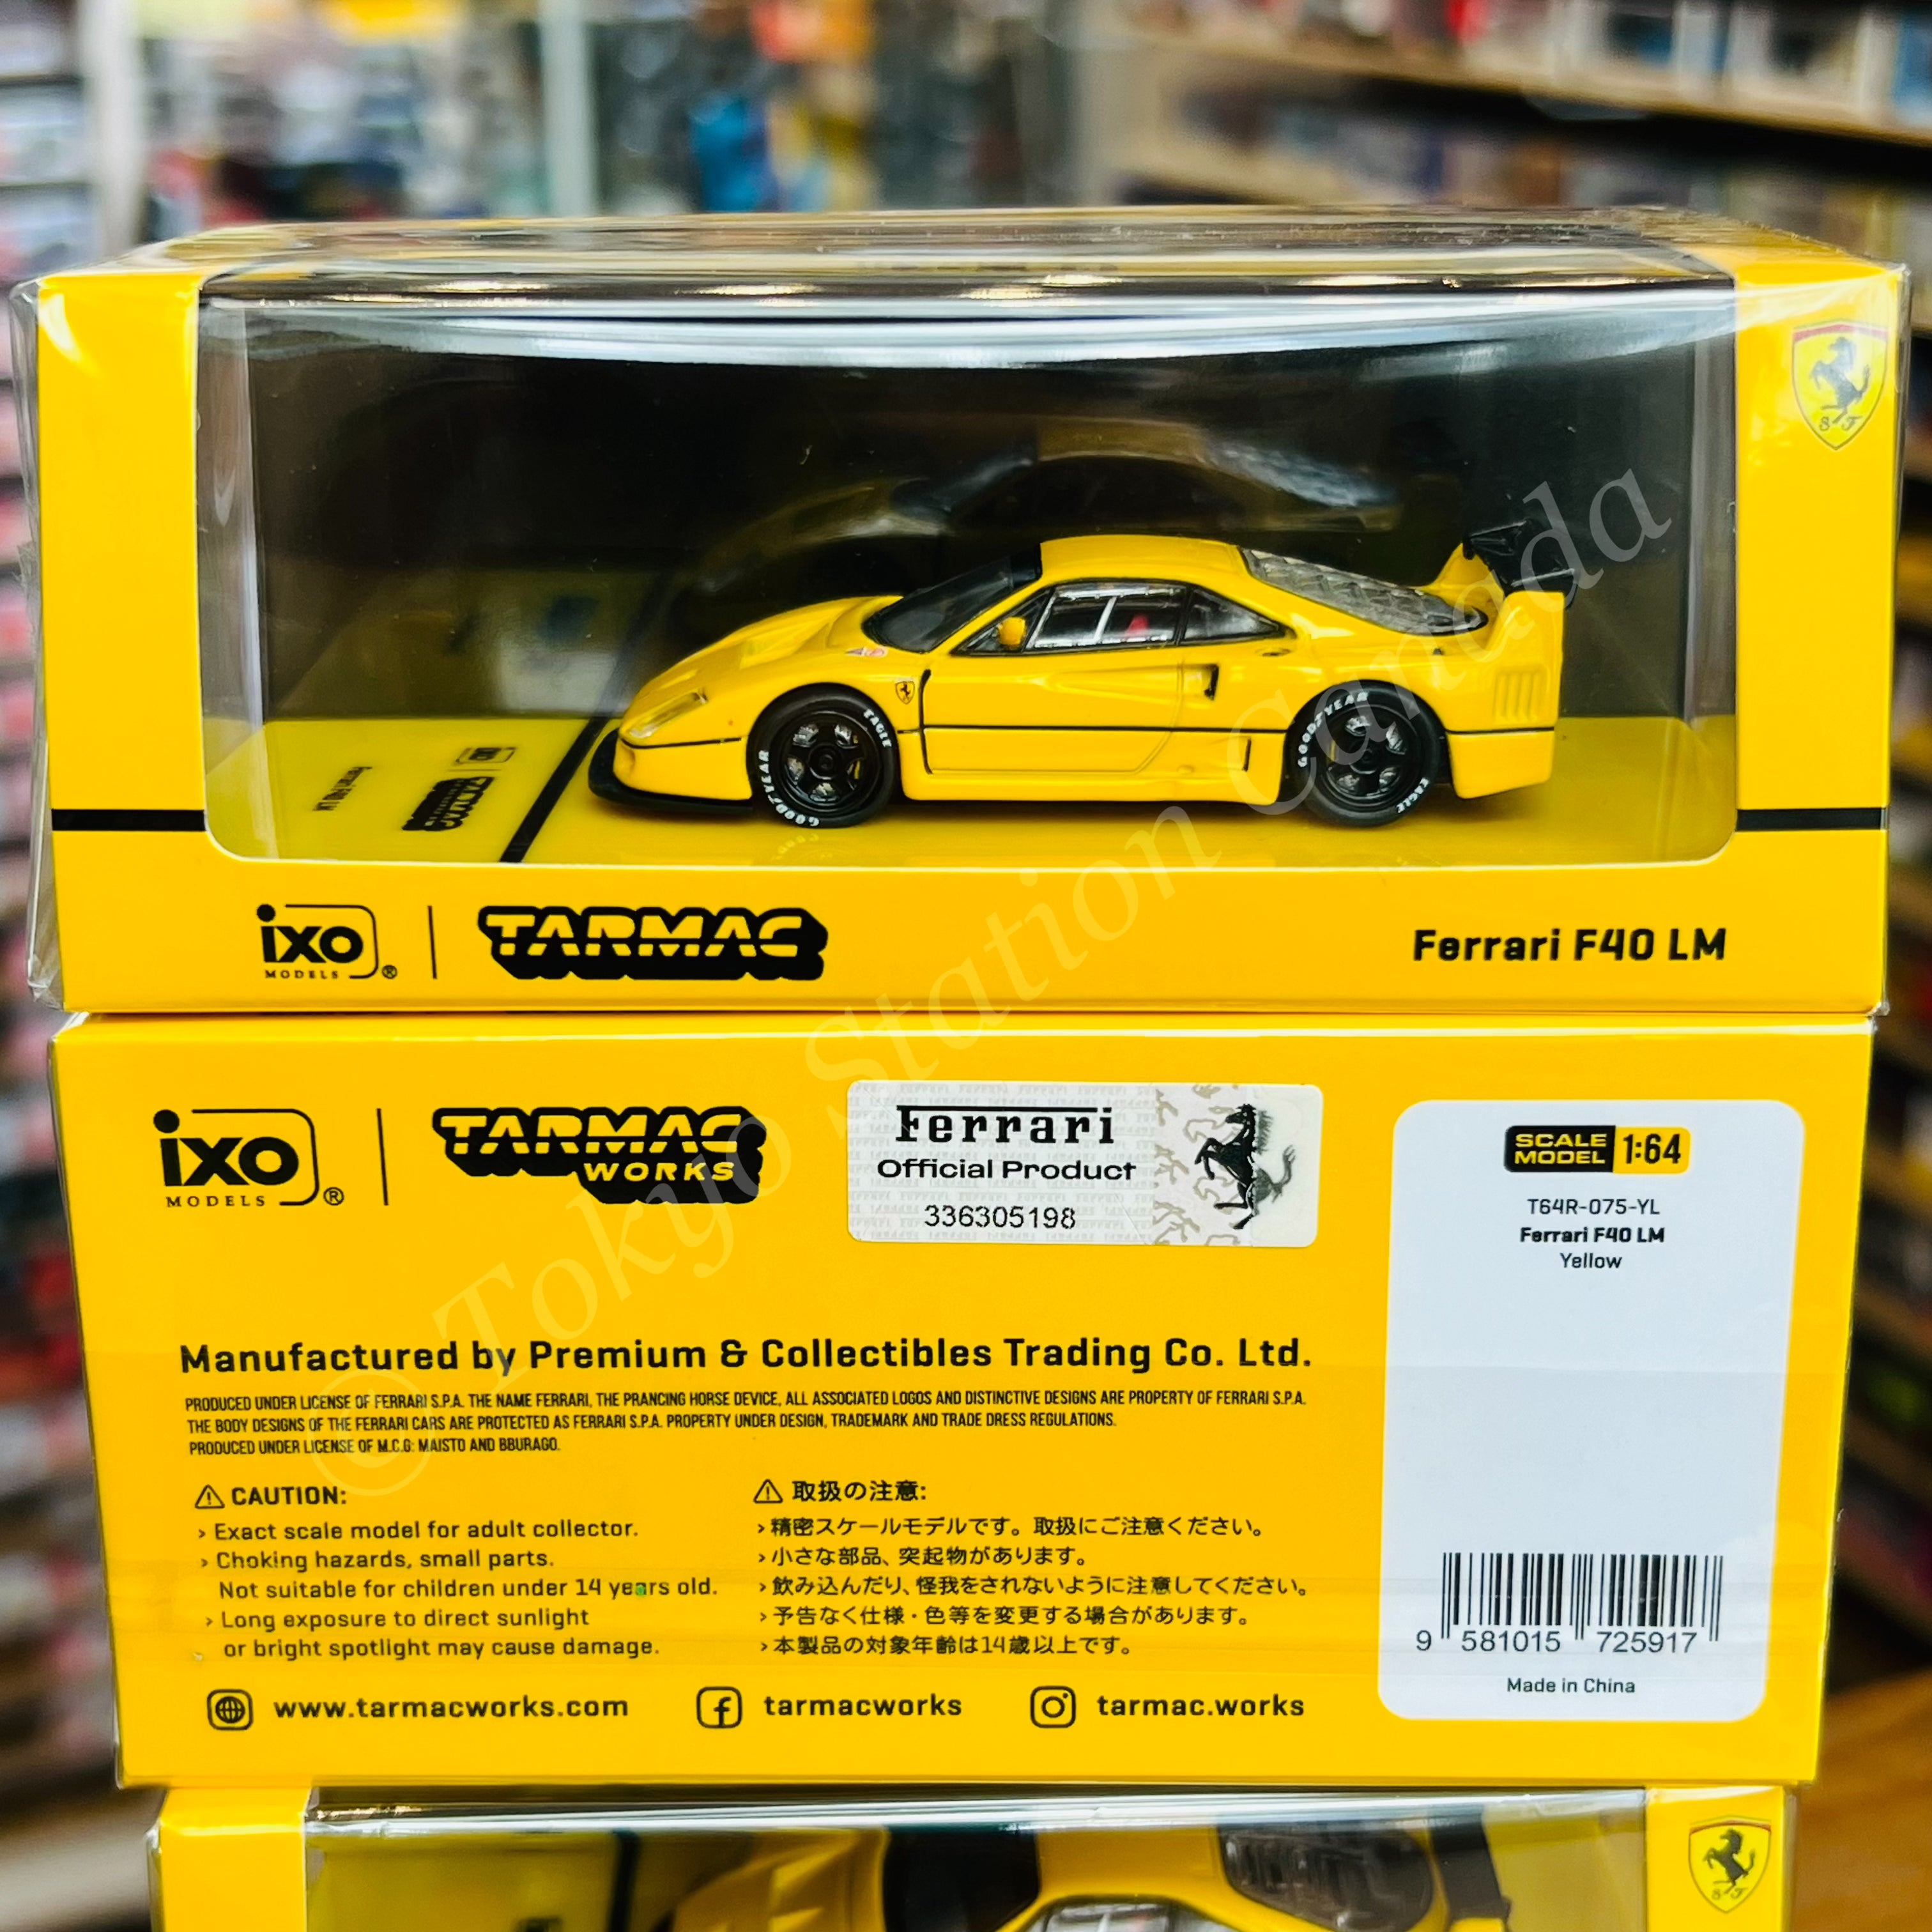 EAGLE
GOODYEAR
GOODYEAR
EAGLE
Ferrari F40 LM
TARMAC
S F
ixo
MODELS ®
TARMAC
Ferrari F40 LM
ixo
MODELS ®
TARMAC
WORKS
Ferrari
Official Product
336305198
SCALE MODEL 1:64
T64R-075-YL
Ferrari F40 LM
Yellow
Manufactured by Premium & Collectibles Trading Co. Ltd.
PRODUCED UNDER LICENSE OF FERRARI S.P.A. THE NAME FERRARI, THE PRANCING HORSE DEVICE, ALL ASSOCIATED LOGOS AND DISTINCTIVE DESIGNS ARE PROPERTY OF FERRARI S.P.A.
THE BODY DESIGNS OF THE FERRARI CARS ARE PROTECTED AS FERRARI S.P.A. PROPERTY UNDER DESIGN, TRADEMARK AND TRADE DRESS REGULATIONS.
PRODUCED UNDER LICENSE OF M.C.G: MAISTO AND BBURAGO.
CAUTION:
› Exact scale model for adult collector.
› Choking hazards, small parts.
Not suitable for children under 14 years old.
› Long exposure to direct sunlight
or bright spotlight may cause damage.
取扱の注意:
› 精密スケールモデルです。取扱にご注意ください。
› 小さな部品、突起物があります。
› 飲み込んだり、怪我をされないように注意してください。
› 予告なく仕様・色等を変更する場合があります。
› 本製品の対象年齢は14歳以上です。
www.tarmacworks.com
tarmacworks
tarmac.works
9 581015 725917
Made in China
S F
© Tokyo Station Canada